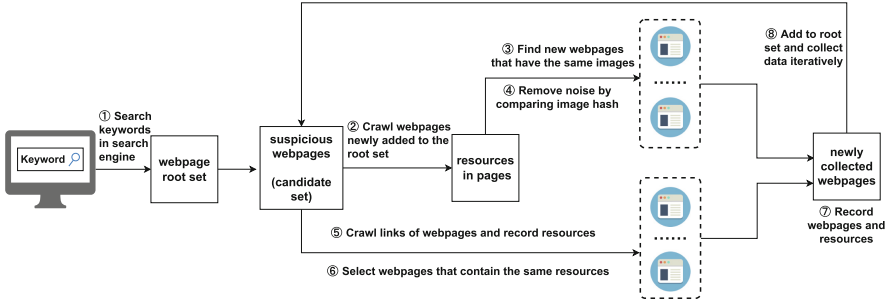 ① Search
keywords
in search
engine
Keyword
webpage
root set
suspicious
webpages
(candidate
set)
② Crawl webpages
newly added to the
root set
resources
in pages
③ Find new webpages
that have the same images
④ Remove noise by
comparing image hash
⑤ Crawl links of webpages and record resources
⑥ Select webpages that contain the same resources
newly
collected
webpages
⑦ Record
webpages and
resources
⑧ Add to root
set and collect
data iteratively